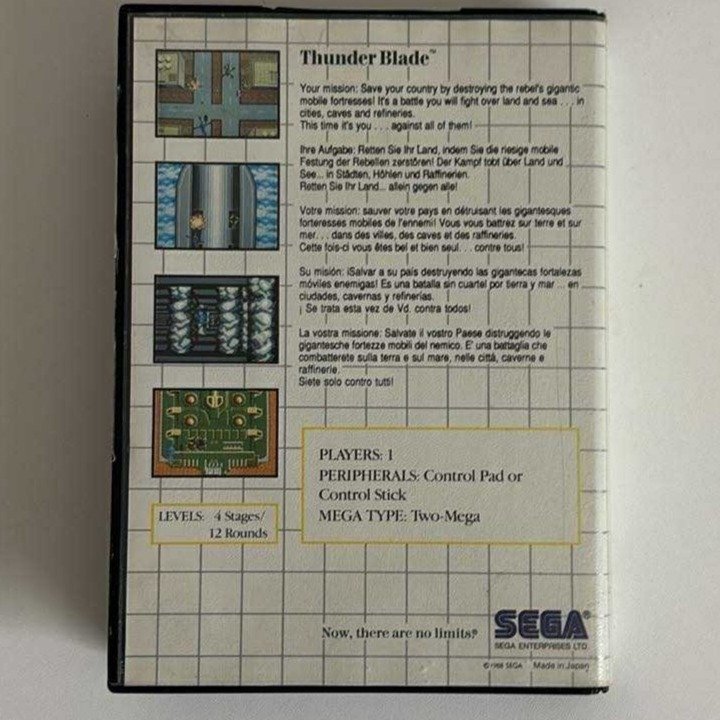 Thunder Blade™
Your mission: Save your country by destroying the rebel's gigantic
mobile fortresses! It's a battle you will fight over land and sea . . . in
cities, caves and refineries.
This time it's you . . . against all of them!
Ihre Aufgabe: Retten Sie Ihr Land, indem Sie die riesige mobile
Festung der Rebellen zerstören! Der Kampf tobt über Land und
See... in Städten, Höhlen und Raffinerien.
Retten Sie Ihr Land... allein gegen alle!
Votre mission: sauver votre pays en détruisant les gigantesques
forteresses mobiles de l'ennemi! Vous vous battrez sur terre et sur
mer. . . dans des villes, des caves et des raffineries.
Cette fois-ci vous êtes bel et bien seul. . . contre tous!
Su misión: ¡Salvar a su país destruyendo las gigantecas fortalezas
móviles enemigas! Es una batalla sin cuartel por tierra y mar ... en
ciudades, cavernas y refinerías.
¡ Se trata esta vez de Vd. contra todos!
La vostra missione: Salvate il vostro Paese distruggendo le
gigantesche fortezze mobili del nemico. E' una battaglia che
combatterete sulla terra e sul mare, nelle città, caverne e
raffinerie.
Siete solo contro tutti!
PLAYERS: 1
PERIPHERALS: Control Pad or
Control Stick
MEGA TYPE: Two-Mega
LEVELS: 4 Stages/
12 Rounds
Now, there are no limits®
SEGA®
SEGA ENTERPRISES LTD.
© 1988 SEGA Made in Japan